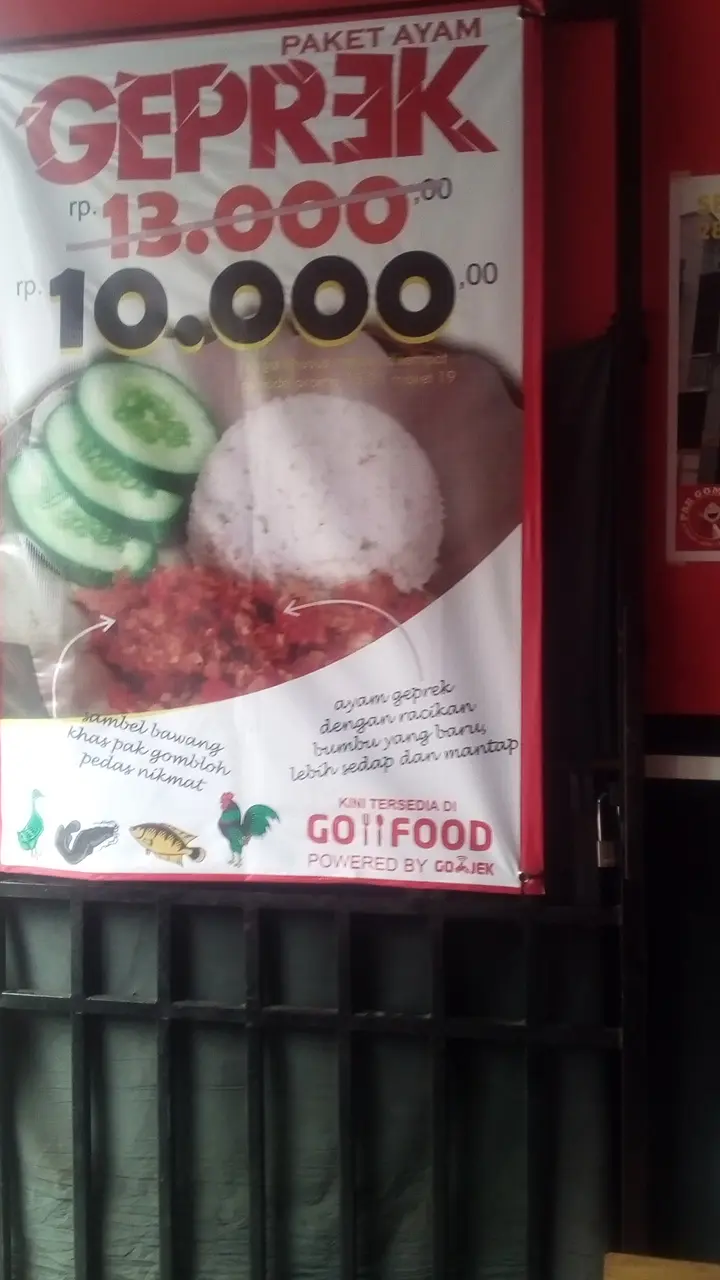 PAKET AYAM
GEPREK
rp. 13.000,00
rp. 10.000,00
sambel bawang
khas pak gombloh
pedas nikmat
ayam geprek
dengan racikan
bumbu yang baru,
lebih sedap dan mantap
KINI TERSEDIA DI
GO FOOD
POWERED BY GOJEK